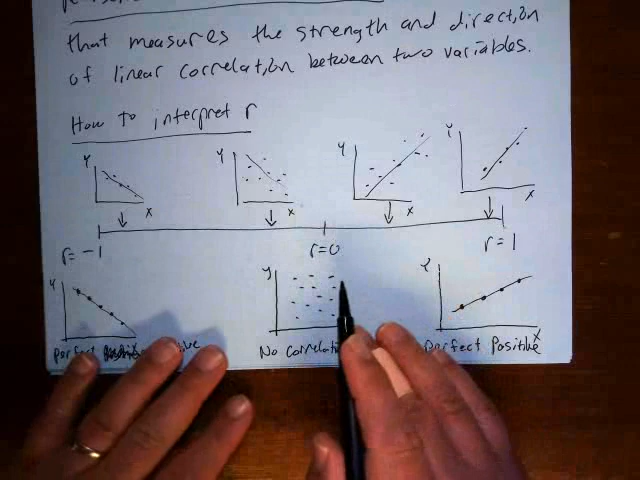 that measures the strength and direction
of linear correlation between two variables.
How to interpret r
Y Y Y Y
X X X X
r= -1 r=0 r= 1
Y Y Y
X
Perfect No Perfect Positive